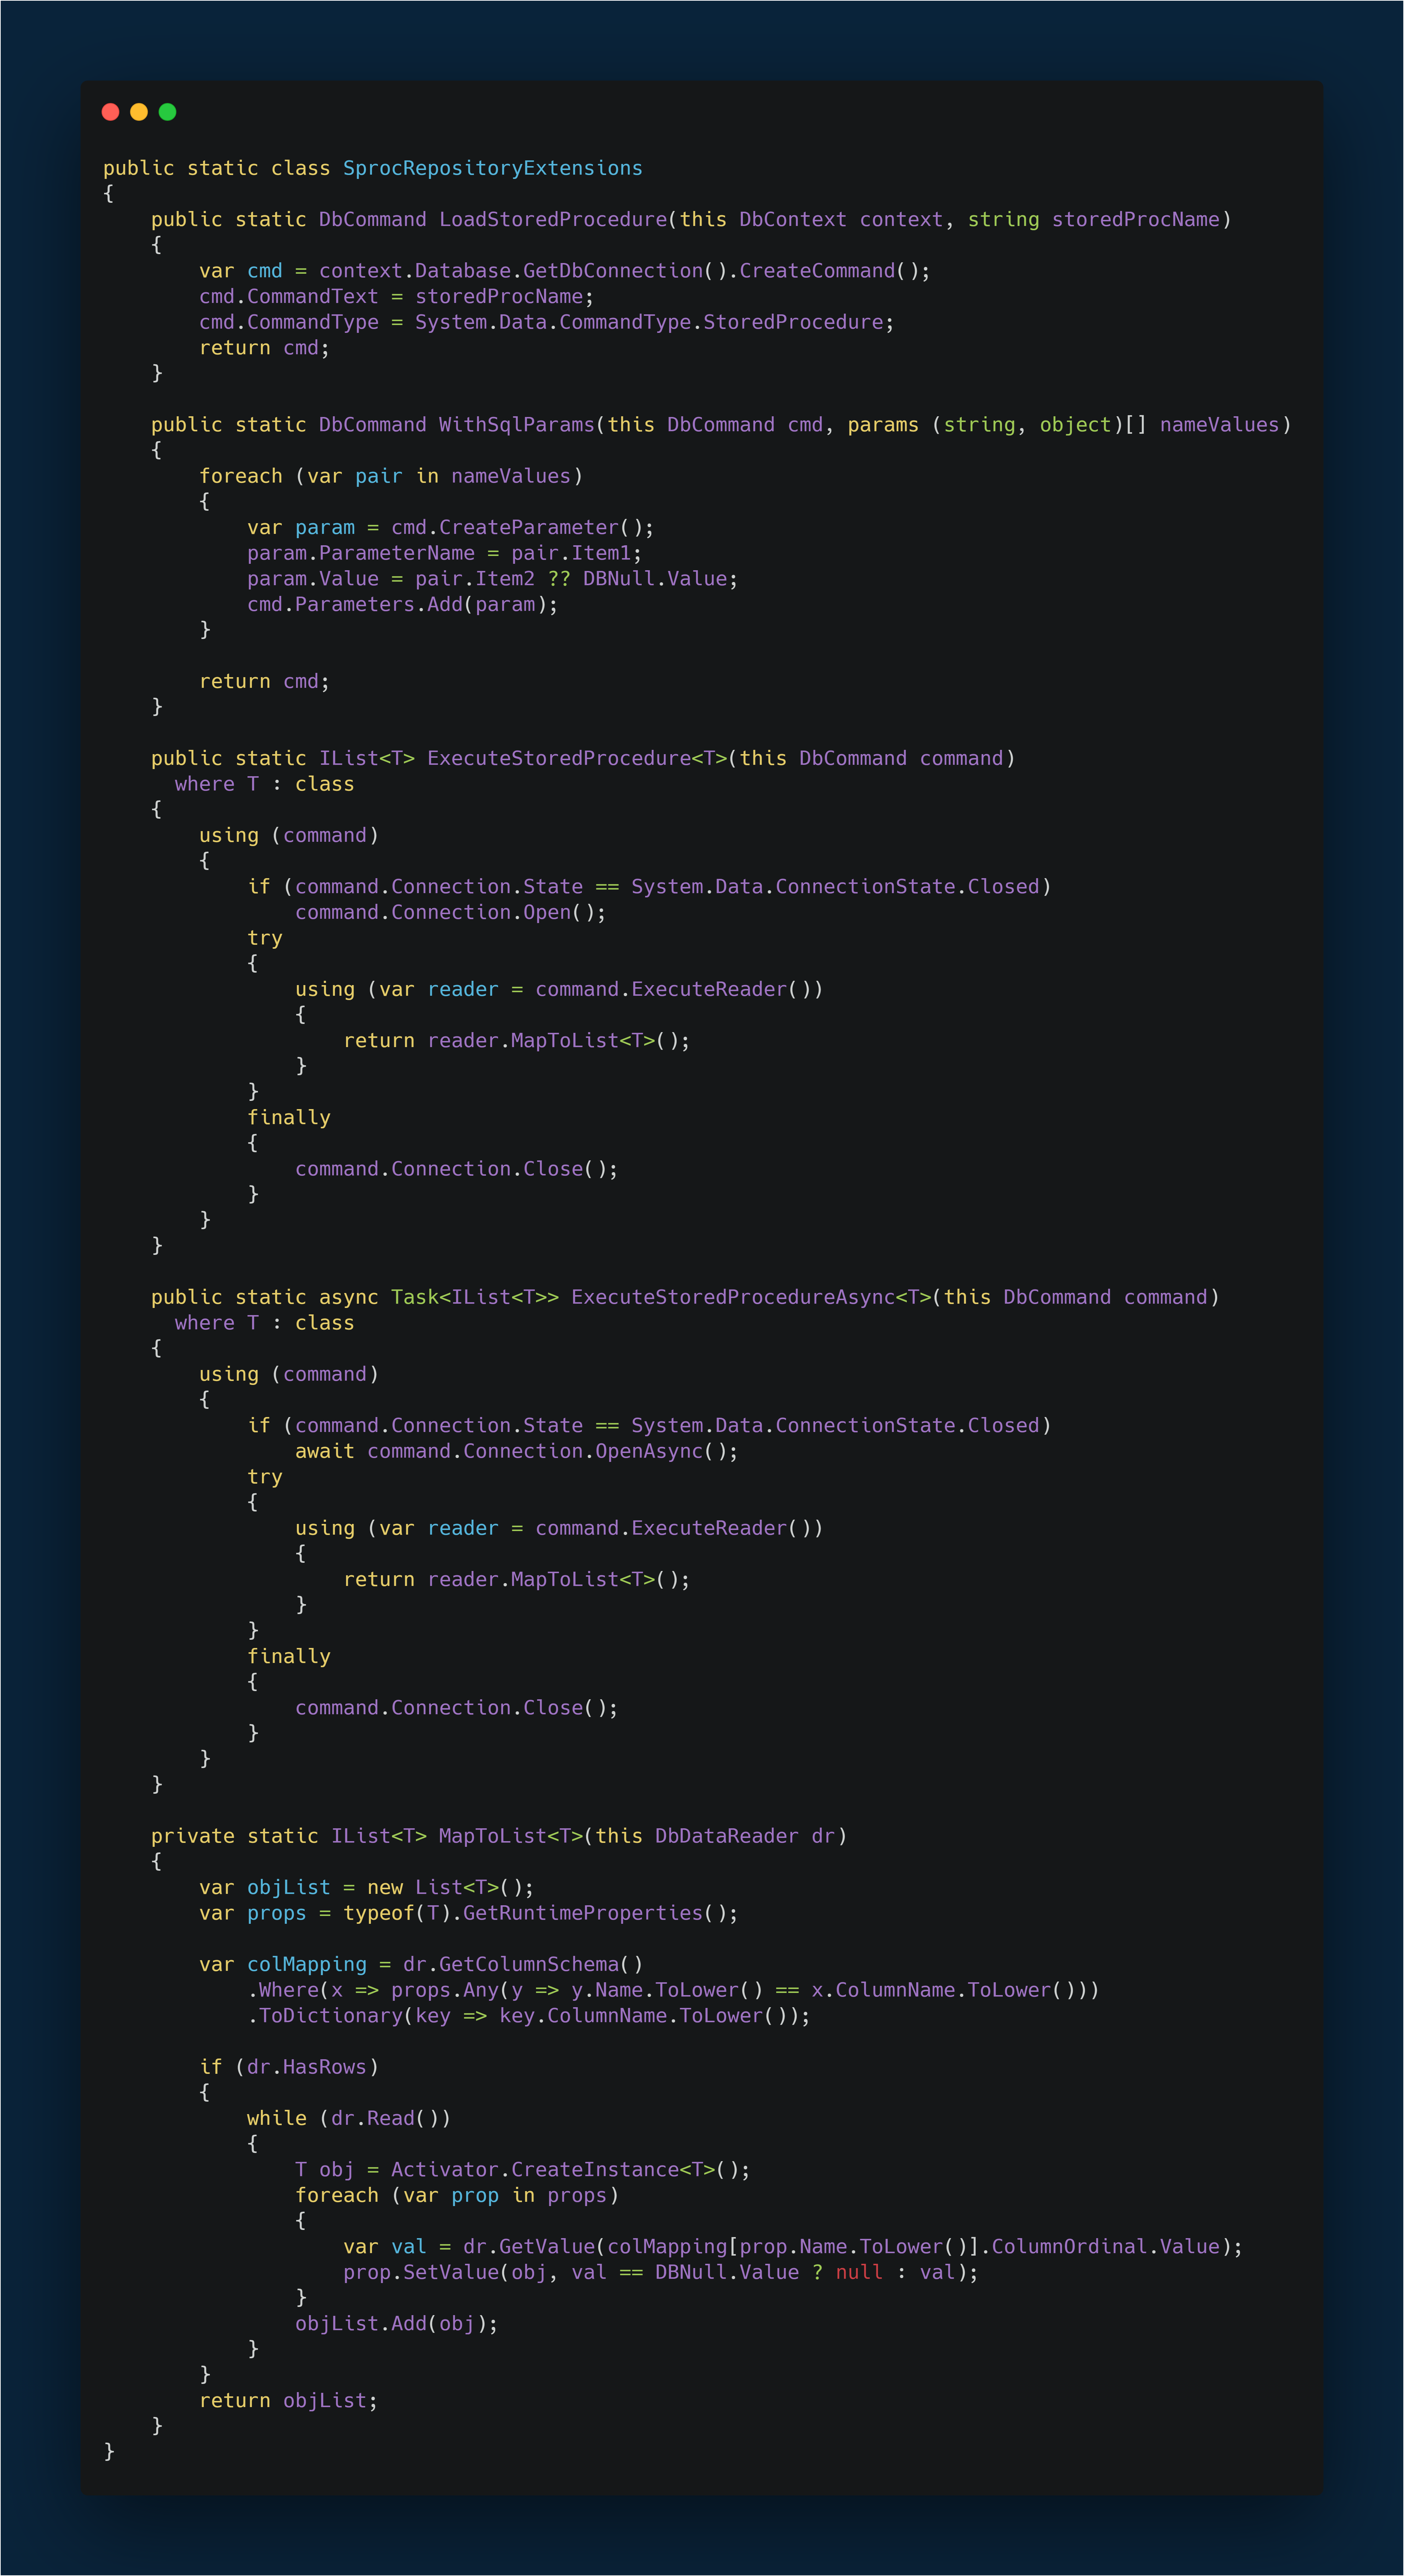 public static class SprocRepositoryExtensions
{
    public static DbCommand LoadStoredProcedure(this DbContext context, string storedProcName)
    {
        var cmd = context.Database.GetDbConnection().CreateCommand();
        cmd.CommandText = storedProcName;
        cmd.CommandType = System.Data.CommandType.StoredProcedure;
        return cmd;
    }

    public static DbCommand WithSqlParams(this DbCommand cmd, params (string, object)[] nameValues)
    {
        foreach (var pair in nameValues)
        {
            var param = cmd.CreateParameter();
            param.ParameterName = pair.Item1;
            param.Value = pair.Item2 ?? DBNull.Value;
            cmd.Parameters.Add(param);
        }

        return cmd;
    }

    public static IList<T> ExecuteStoredProcedure<T>(this DbCommand command)
      where T : class
    {
        using (command)
        {
            if (command.Connection.State == System.Data.ConnectionState.Closed)
                command.Connection.Open();
            try
            {
                using (var reader = command.ExecuteReader())
                {
                    return reader.MapToList<T>();
                }
            }
            finally
            {
                command.Connection.Close();
            }
        }
    }

    public static async Task<IList<T>> ExecuteStoredProcedureAsync<T>(this DbCommand command)
      where T : class
    {
        using (command)
        {
            if (command.Connection.State == System.Data.ConnectionState.Closed)
                await command.Connection.OpenAsync();
            try
            {
                using (var reader = command.ExecuteReader())
                {
                    return reader.MapToList<T>();
                }
            }
            finally
            {
                command.Connection.Close();
            }
        }
    }

    private static IList<T> MapToList<T>(this DbDataReader dr)
    {
        var objList = new List<T>();
        var props = typeof(T).GetRuntimeProperties();

        var colMapping = dr.GetColumnSchema()
            .Where(x => props.Any(y => y.Name.ToLower() == x.ColumnName.ToLower()))
            .ToDictionary(key => key.ColumnName.ToLower());

        if (dr.HasRows)
        {
            while (dr.Read())
            {
                T obj = Activator.CreateInstance<T>();
                foreach (var prop in props)
                {
                    var val = dr.GetValue(colMapping[prop.Name.ToLower()].ColumnOrdinal.Value);
                    prop.SetValue(obj, val == DBNull.Value ? null : val);
                }
                objList.Add(obj);
            }
        }
        return objList;
    }
}